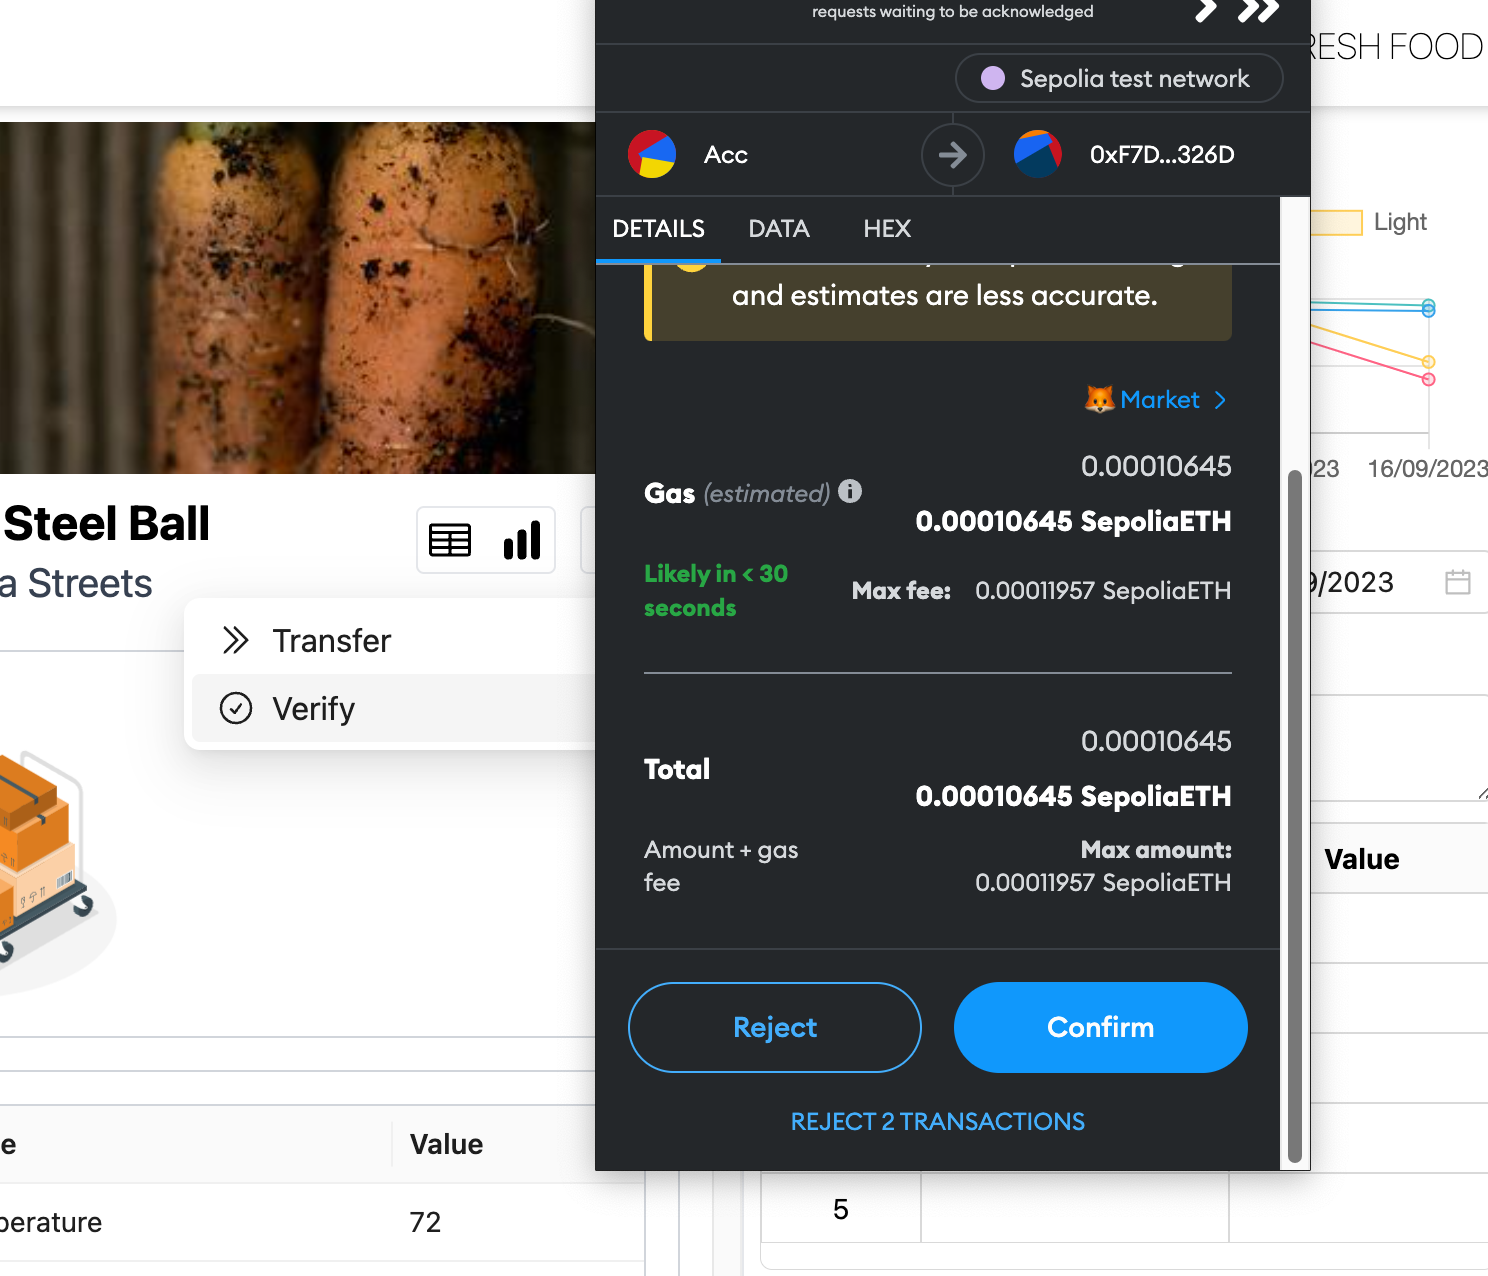 requests waiting to be acknowledged
RESH FOOD
Sepolia test network
Acc
0xF7D...326D
DETAILS
DATA
HEX
Light
and estimates are less accurate.
Market
023
16/09/2023
0.00010645
Gas (estimated)
0.00010645 SepoliaETH
Steel Ball
a Streets
Likely in < 30
seconds
Max fee: 0.00011957 SepoliaETH
9/2023
Transfer
Verify
0.00010645
Total
0.00010645 SepoliaETH
Amount + gas
fee
Max amount:
0.00011957 SepoliaETH
Value
Reject
Confirm
REJECT 2 TRANSACTIONS
e
Value
perature
72
5